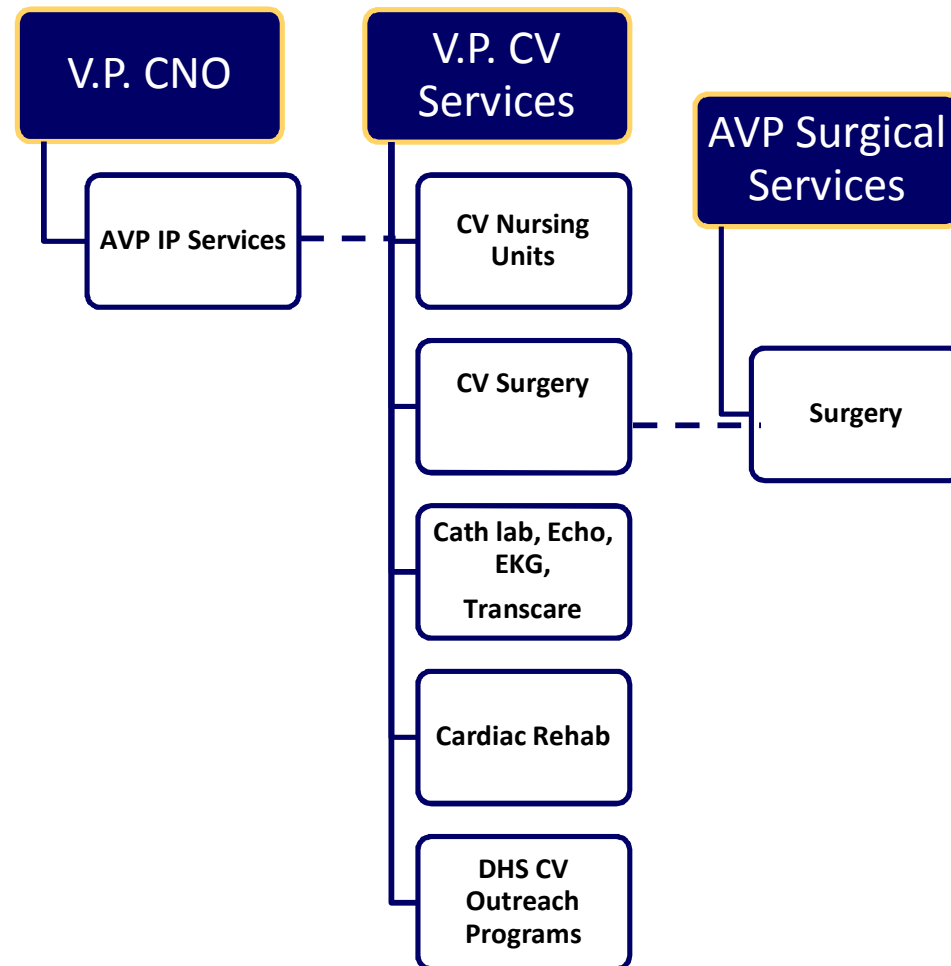 V.P. CNO
V.P. CV
Services
AVP Surgical
Services
AVP IP Services
CV Nursing
Units
CV Surgery
Surgery
Cath lab, Echo,
EKG,
Transcare
Cardiac Rehab
DHS CV
Outreach
Programs